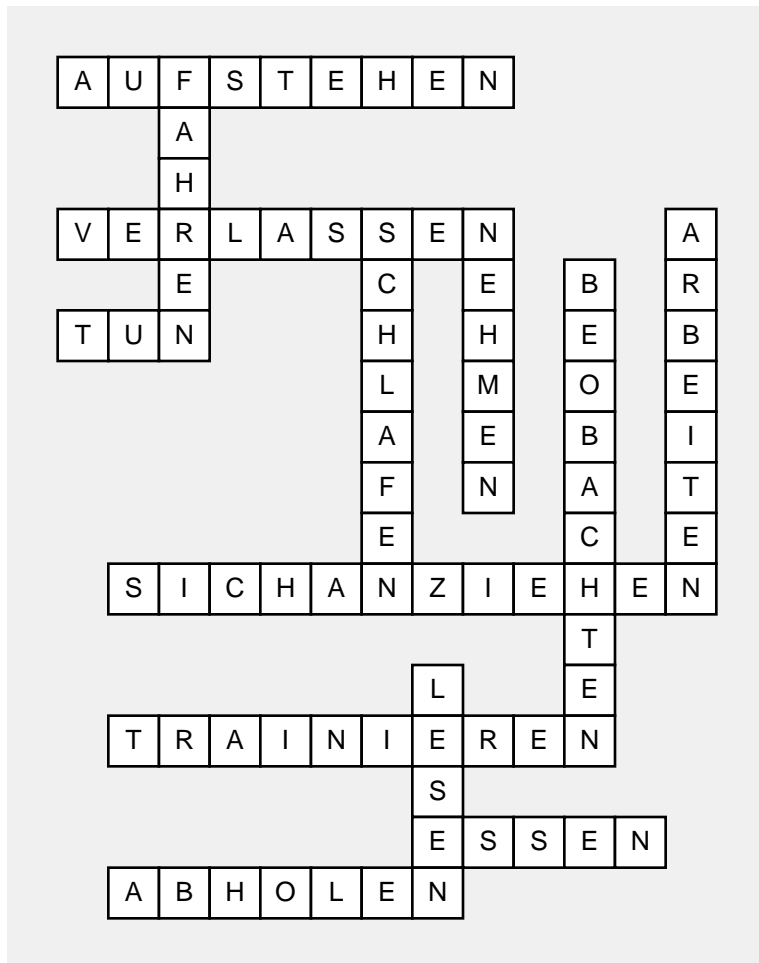 AUFSTEHEN
FAHREN
VERLASSEN
ARBEITEN
SCHLAFEN
NEHMEN
BEOBACHTEN
TUN
SICHANZIEHEN
LESEN
TRAINIEREN
ESSEN
ABHOLEN